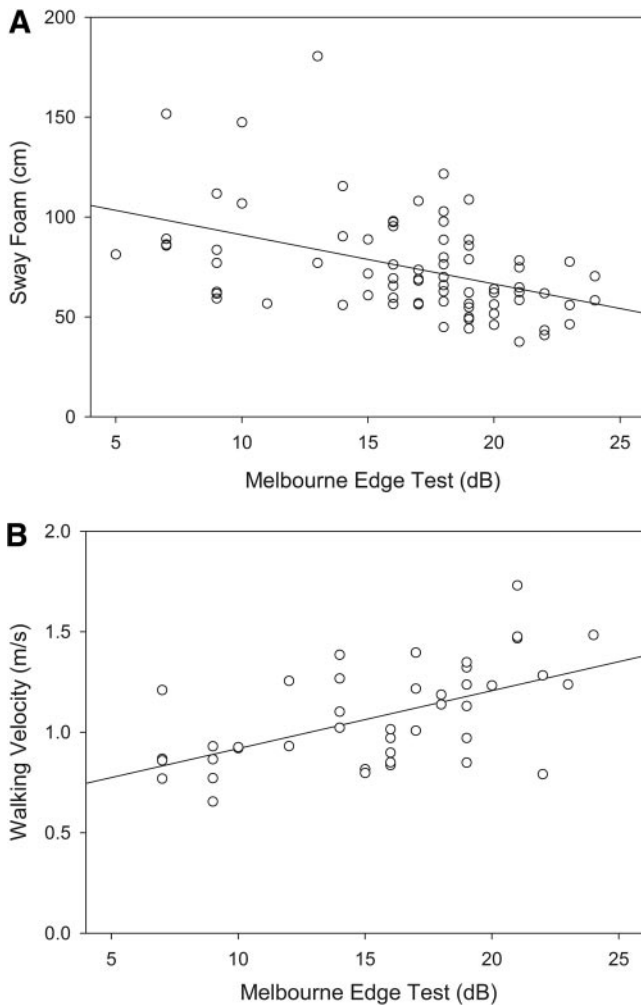 A
200
150
100
50
0
Sway Foam (cm)
5 10 15 20 25
Melbourne Edge Test (dB)
B
2.0
1.5
1.0
0.5
0.0
Walking Velocity (m/s)
5 10 15 20 25
Melbourne Edge Test (dB)